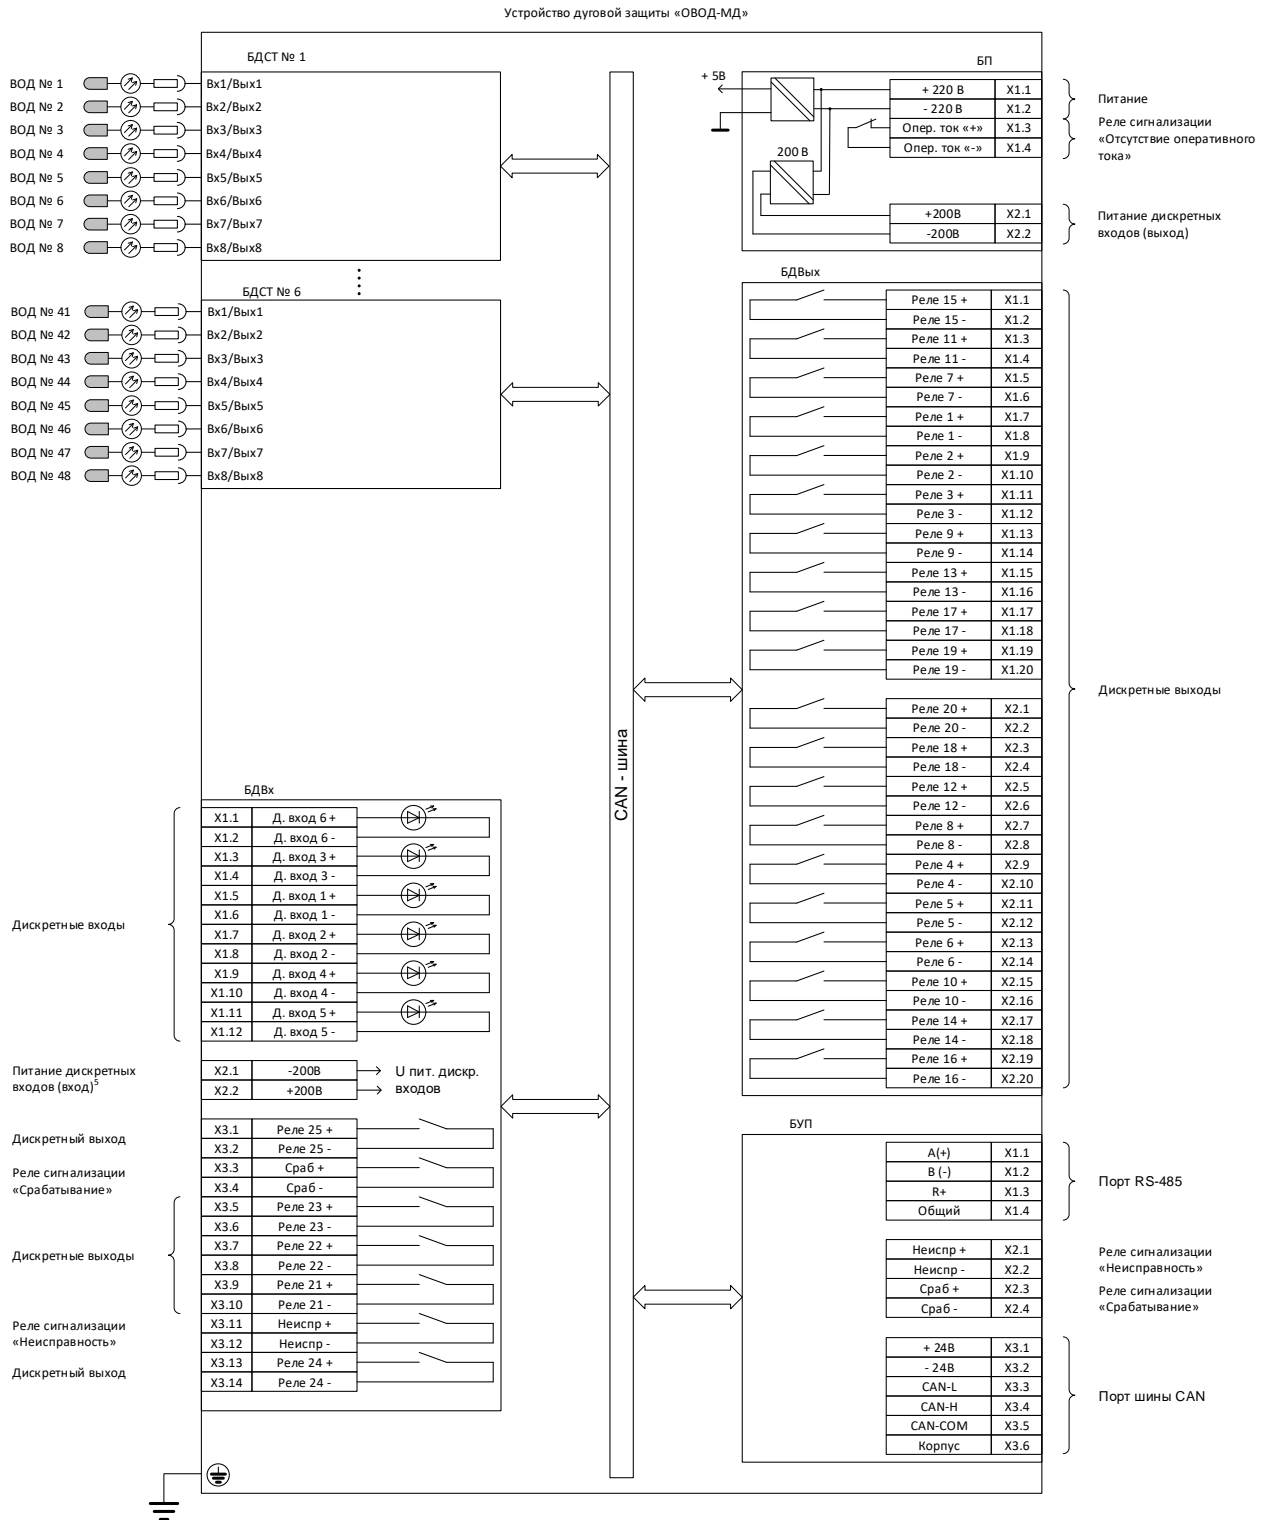 Устройство дуговой защиты «ОВОД-МД»
БДСТ № 1
ВОД № 1 Вх1/Вых1
ВОД № 2 Вх2/Вых2
ВОД № 3 Вх3/Вых3
ВОД № 4 Вх4/Вых4
ВОД № 5 Вх5/Вых5
ВОД № 6 Вх6/Вых6
ВОД № 7 Вх7/Вых7
ВОД № 8 Вх8/Вых8
БДСТ № 6
ВОД № 41 Вх1/Вых1
ВОД № 42 Вх2/Вых2
ВОД № 43 Вх3/Вых3
ВОД № 44 Вх4/Вых4
ВОД № 45 Вх5/Вых5
ВОД № 46 Вх6/Вых6
ВОД № 47 Вх7/Вых7
ВОД № 48 Вх8/Вых8
БДВх
X1.1 Д. вход 6 +
X1.2 Д. вход 6 -
X1.3 Д. вход 3 +
X1.4 Д. вход 3 -
X1.5 Д. вход 1 +
X1.6 Д. вход 1 -
X1.7 Д. вход 2 +
X1.8 Д. вход 2 -
X1.9 Д. вход 4 +
X1.10 Д. вход 4 -
X1.11 Д. вход 5 +
X1.12 Д. вход 5 -
Дискретные входы
Питание дискретных
входов (вход)5
X2.1 -200В
X2.2 +200В
U пит. дискр.
входов
X3.1 Реле 25 +
X3.2 Реле 25 -
X3.3 Сраб +
X3.4 Сраб -
X3.5 Реле 23 +
X3.6 Реле 23 -
X3.7 Реле 22 +
X3.8 Реле 22 -
X3.9 Реле 21 +
X3.10 Реле 21 -
X3.11 Неиспр +
X3.12 Неиспр -
X3.13 Реле 24 +
X3.14 Реле 24 -
Дискретный выход
Реле сигнализации
«Срабатывание»
Дискретные выходы
Реле сигнализации
«Неисправность»
Дискретный выход
CAN - шина
БП
+ 5В
200 В
+ 220 В X1.1
- 220 В X1.2
Опер. ток «+» X1.3
Опер. ток «-» X1.4
+200В X2.1
-200В X2.2
Питание
Реле сигнализации
«Отсутствие оперативного
тока»
Питание дискретных
входов (выход)
БДВых
Реле 15 + X1.1
Реле 15 - X1.2
Реле 11 + X1.3
Реле 11 - X1.4
Реле 7 + X1.5
Реле 7 - X1.6
Реле 1 + X1.7
Реле 1 - X1.8
Реле 2 + X1.9
Реле 2 - X1.10
Реле 3 + X1.11
Реле 3 - X1.12
Реле 9 + X1.13
Реле 9 - X1.14
Реле 13 + X1.15
Реле 13 - X1.16
Реле 17 + X1.17
Реле 17 - X1.18
Реле 19 + X1.19
Реле 19 - X1.20
Реле 20 + X2.1
Реле 20 - X2.2
Реле 18 + X2.3
Реле 18 - X2.4
Реле 12 + X2.5
Реле 12 - X2.6
Реле 8 + X2.7
Реле 8 - X2.8
Реле 4 + X2.9
Реле 4 - X2.10
Реле 5 + X2.11
Реле 5 - X2.12
Реле 6 + X2.13
Реле 6 - X2.14
Реле 10 + X2.15
Реле 10 - X2.16
Реле 14 + X2.17
Реле 14 - X2.18
Реле 16 + X2.19
Реле 16 - X2.20
Дискретные выходы
БУП
A(+) X1.1
B (-) X1.2
R+ X1.3
Общий X1.4
Порт RS-485
Неиспр + X2.1
Неиспр - X2.2
Сраб + X2.3
Сраб - X2.4
Реле сигнализации
«Неисправность»
Реле сигнализации
«Срабатывание»
+ 24В X3.1
- 24В X3.2
CAN-L X3.3
CAN-H X3.4
CAN-COM X3.5
Корпус X3.6
Порт шины CAN